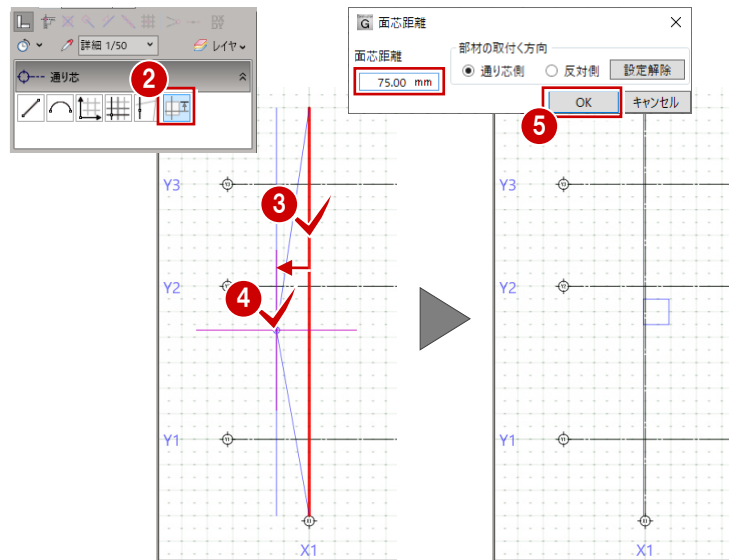 詳細 1/50
レイヤ
通り芯
2
G 面芯距離
面芯距離
75.00 mm
部材の取付く方向
通り芯側
反対側
設定解除
OK
キャンセル
5
Y3
3
Y2
4
Y1
X1
Y3
Y2
Y1
X1